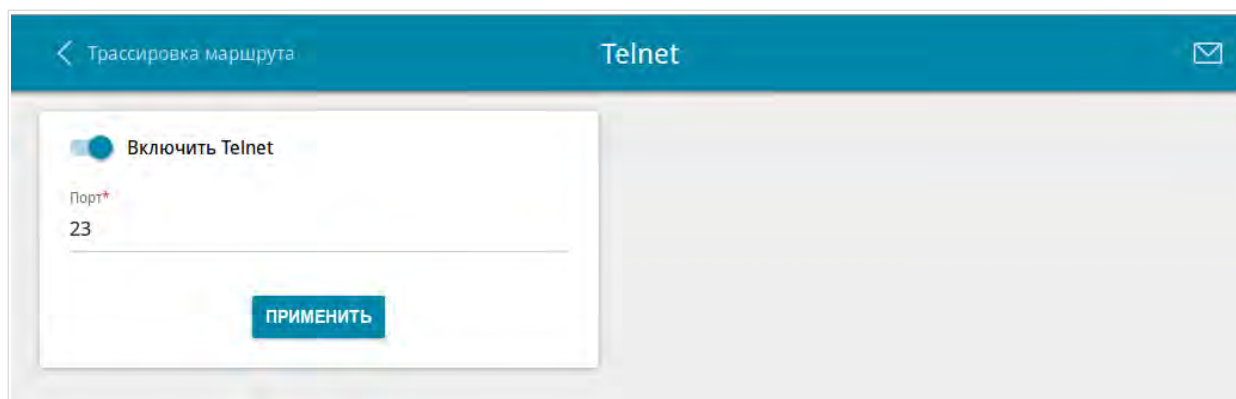 Трассировка маршрута
Telnet
Включить Telnet
Порт*
23
ПРИМЕНИТЬ